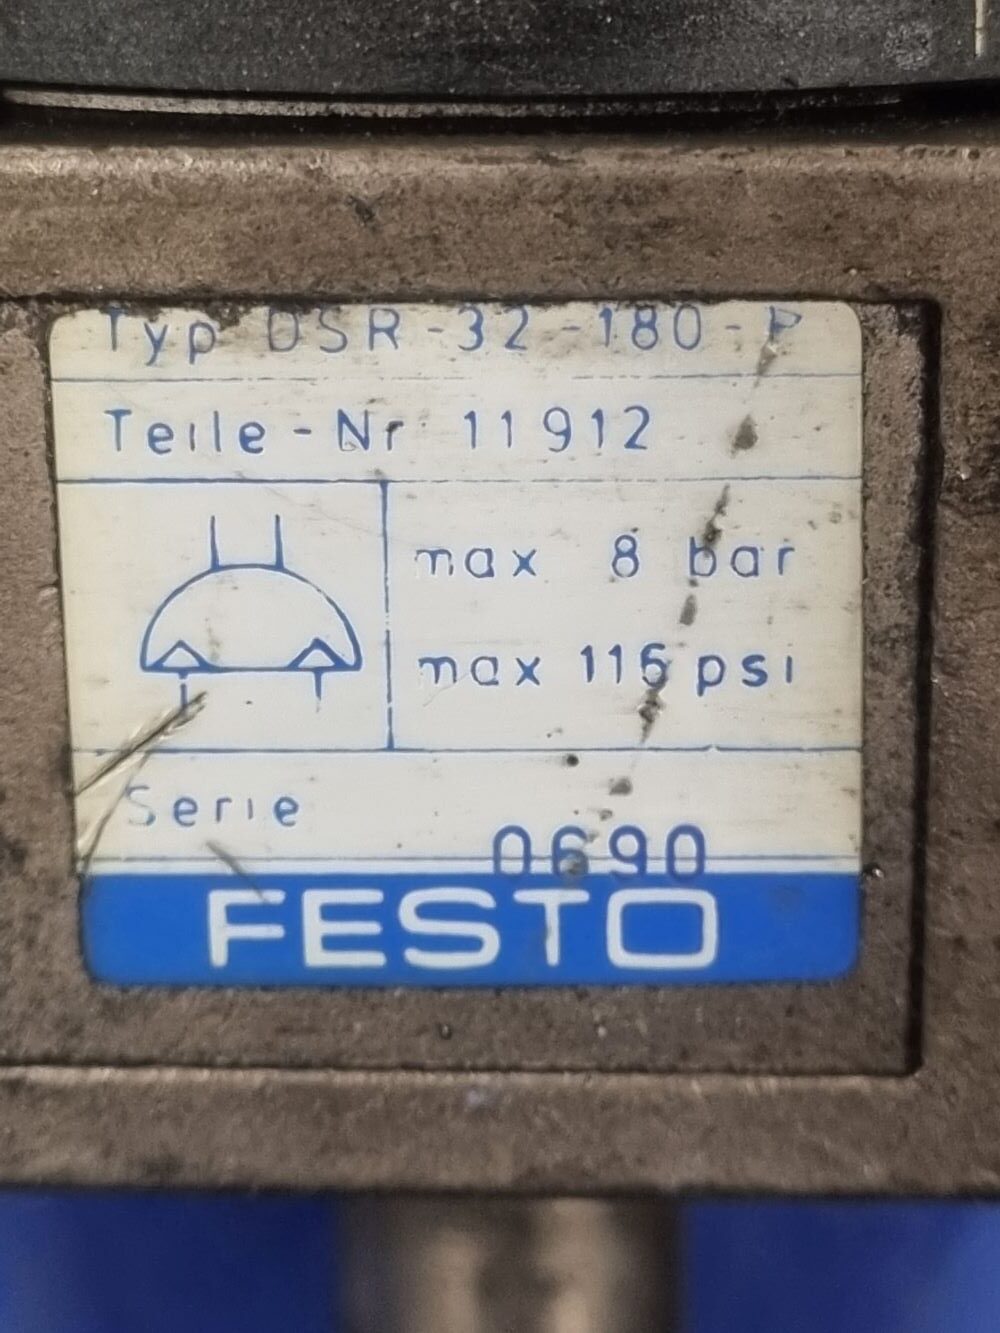 Typ DSR-32-180-P
Teile-Nr 11912
max 8 bar
max 116 psi
Serie
0690
FESTO